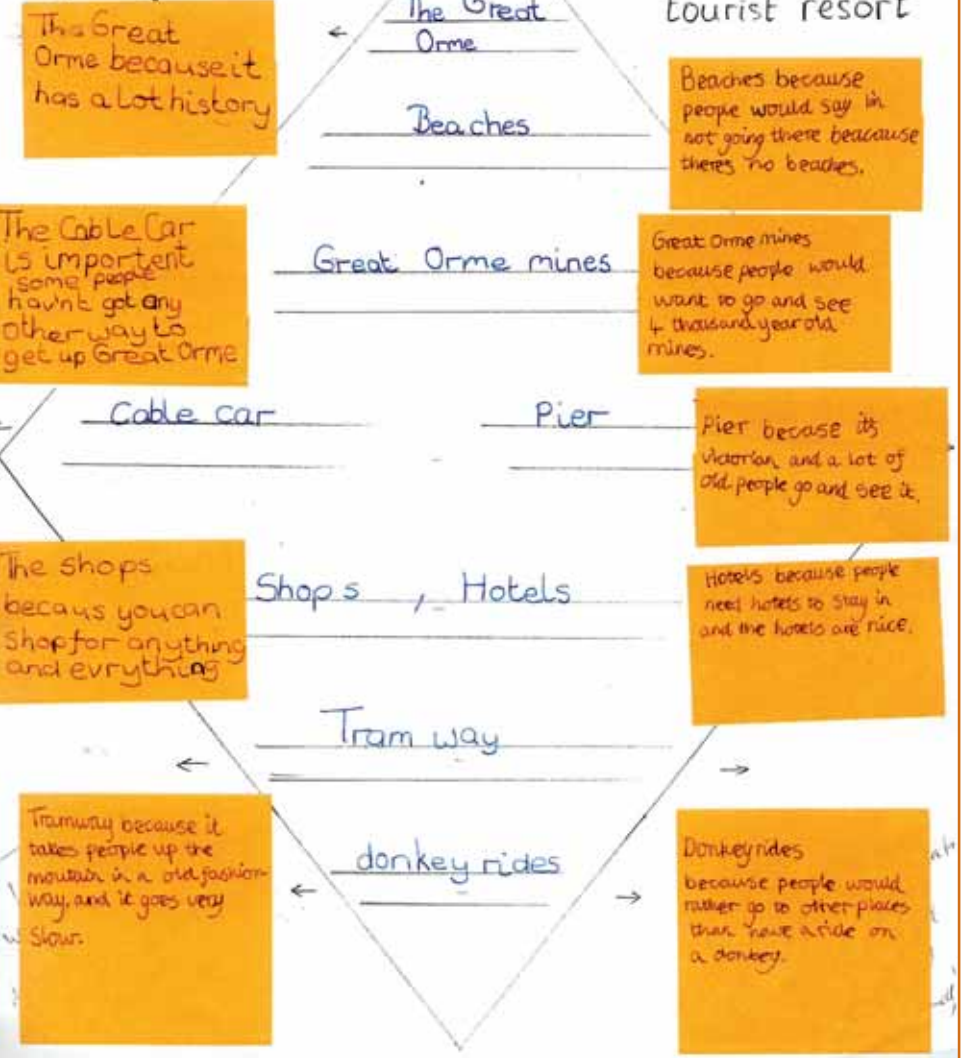 The Great
Orme
tourist resort
The Great
Orme because it
has a lot history
Beaches
Beaches because
people would say im
not going there beacause
theres no beaches.
The Cable Car
is importent
some people
hav'nt got any
other way to
get up Great Orme
Great Orme mines
Great Orme mines
because people would
want to go and see
4 thousand year old
mines.
Cable car
Pier
Pier becase its
victorian and a lot of
old people go and see it.
The shops
becaus you can
shop for anything
and evrything
Shops , Hotels
Hotels because people
need hotels to stay in
and the hotels are nice.
Tram way
Tramway because it
takes people up the
moutain in a old fashion
way, and it goes very
slow.
donkey rides
Donkey rides
because people would
rather go to other places
than have a ride on
a donkey.